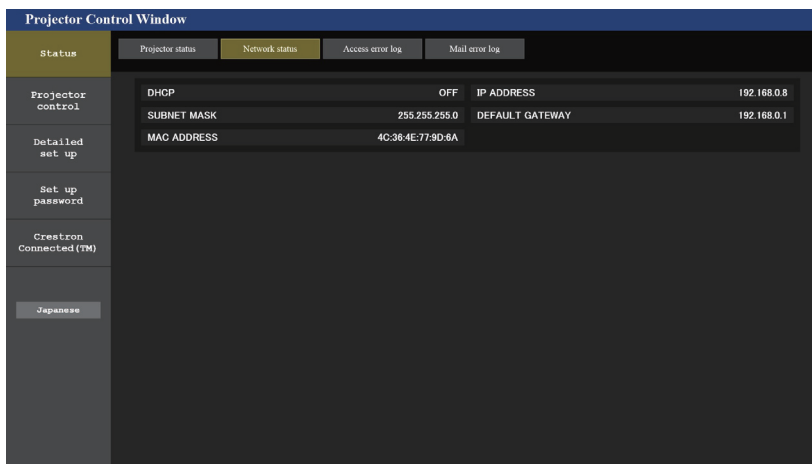 Projector Control Window
Status
Projector status
Network status
Access error log
Mail error log
Projector
control
Detailed
set up
Set up
password
Crestron
Connected(TM)
Japanese
DHCP OFF IP ADDRESS 192.168.0.8
SUBNET MASK 255.255.255.0 DEFAULT GATEWAY 192.168.0.1
MAC ADDRESS 4C:36:4E:77:9D:6A